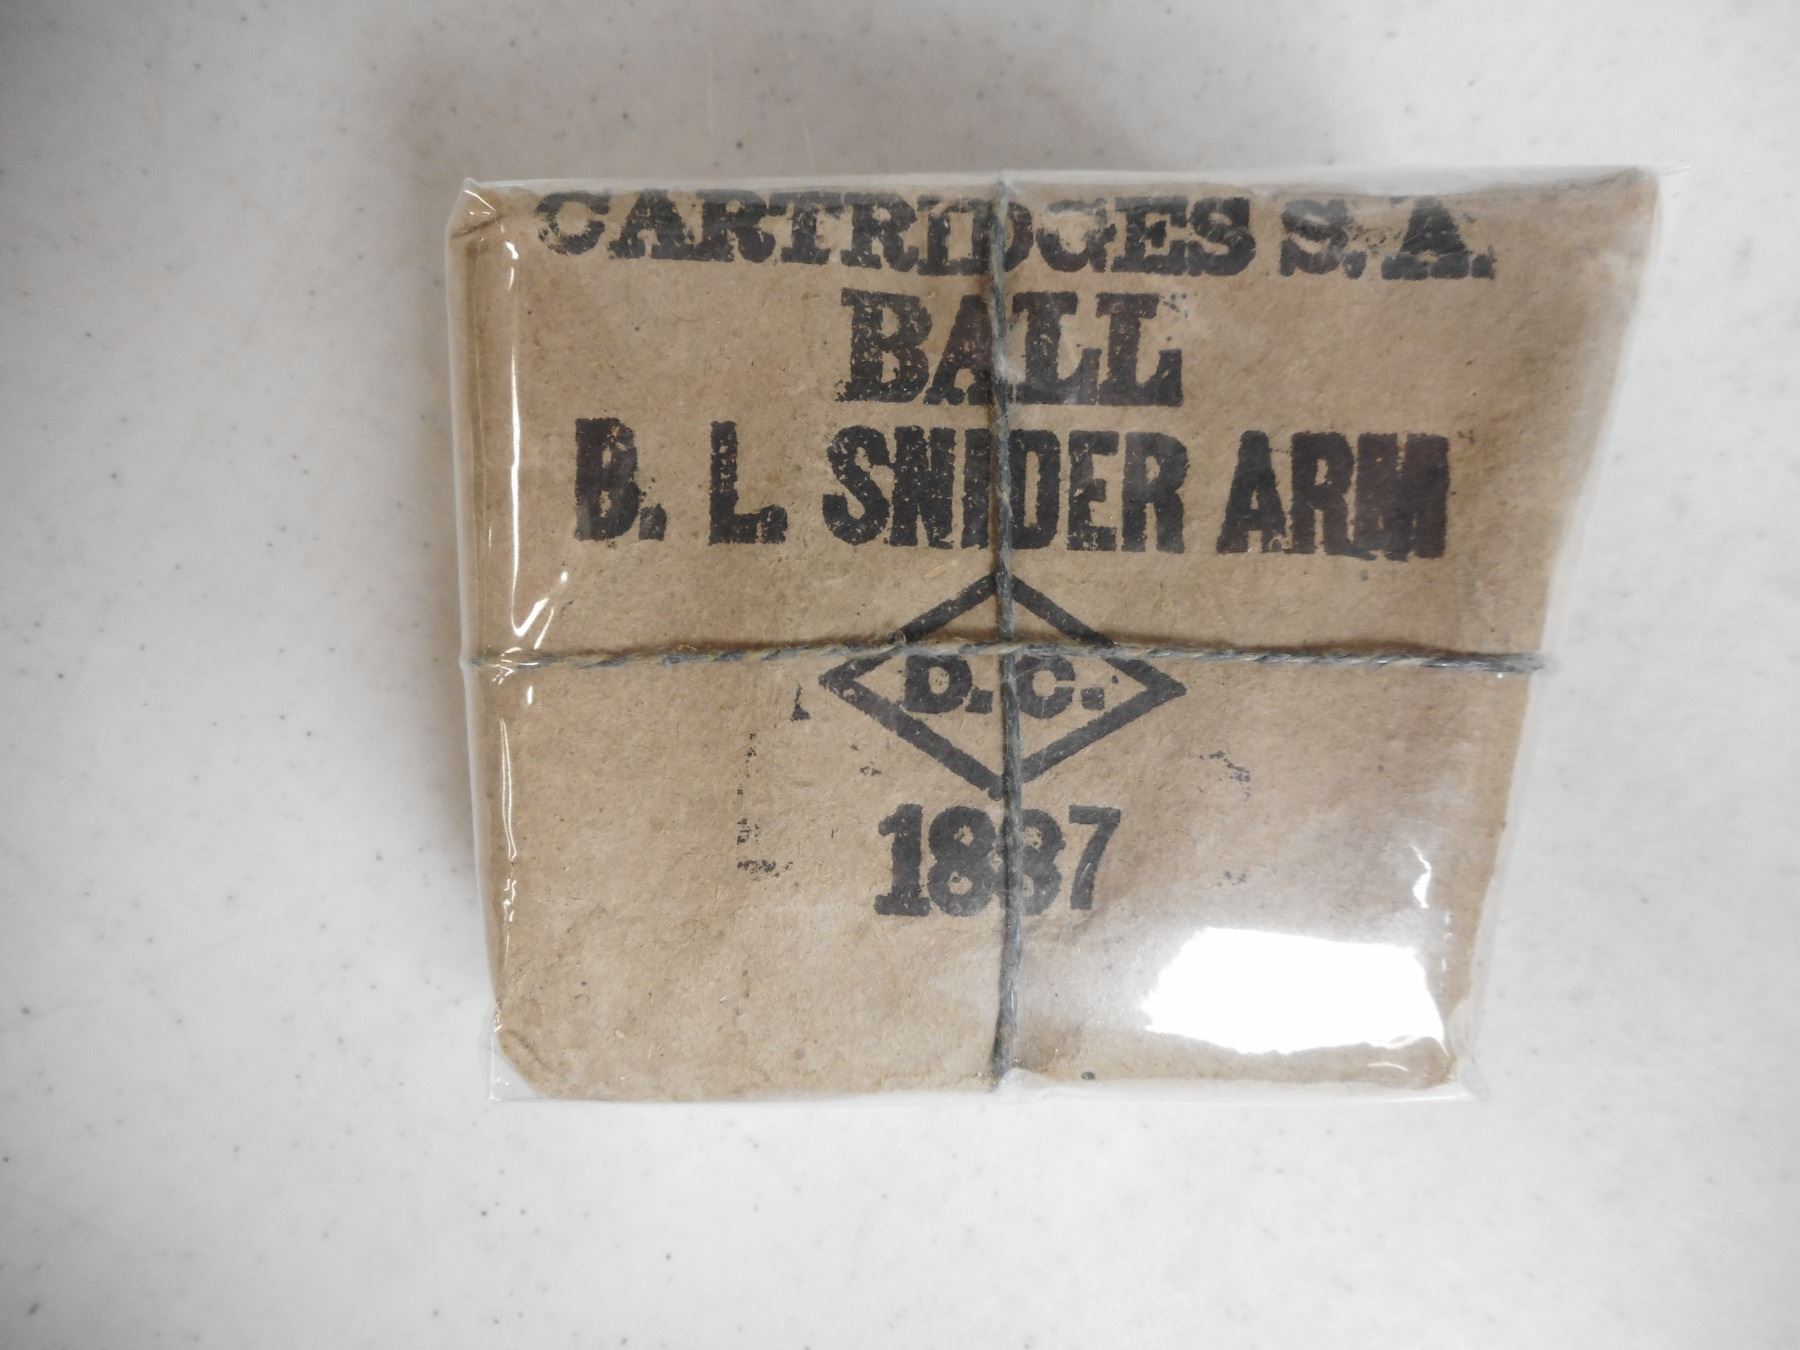 CARTRIDGES S.A.
BALL
B. L. SNIDER ARM
D.C.
1887